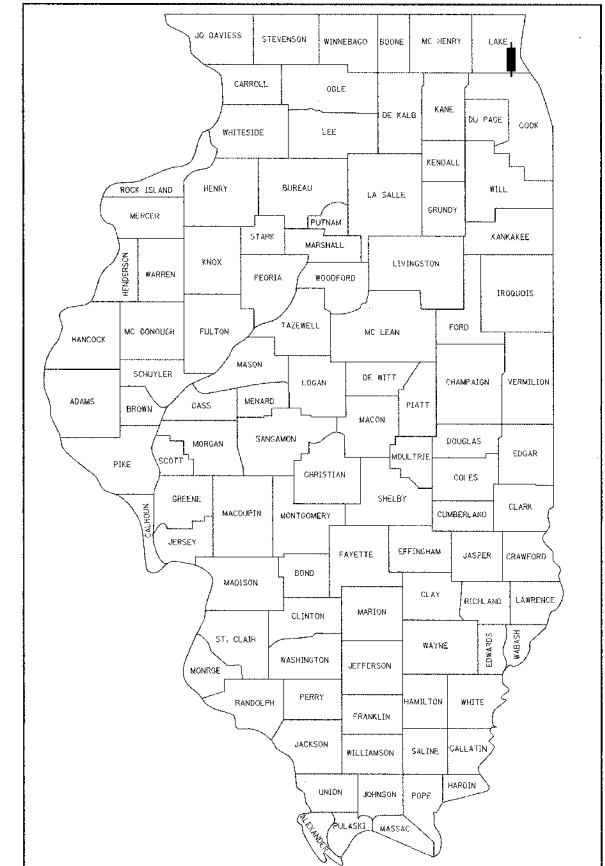 JO DAVIESS
STEVENSON
WINNEBAGO
BOONE
MC HENRY
LAKE
CARROLL
OGLE
DE KALB
KANE
DU PAGE
COOK
WHITESIDE
LEE
KENDALL
ROCK ISLAND
HENRY
BUREAU
LA SALLE
GRUNDY
WILL
MERCER
PUTNAM
STARK
MARSHALL
KANKAKEE
HENDERSON
WARREN
KNOX
PEORIA
WOODFORD
LIVINGSTON
IROQUOIS
HANCOCK
MC DONOUGH
FULTON
TAZEWELL
MC LEAN
FORD
SCHUYLER
MASON
LOGAN
DE WITT
CHAMPAIGN
VERMILION
ADAMS
BROWN
CASS
MENARD
MACON
PIATT
PIKE
SCOTT
MORGAN
SANGAMON
CHRISTIAN
MOULTRIE
DOUGLAS
EDGAR
COLES
GREENE
MACOUPIN
MONTGOMERY
SHELBY
CUMBERLAND
CLARK
CALHOUN
JERSEY
FAYETTE
EFFINGHAM
JASPER
CRAWFORD
MADISON
BOND
CLAY
RICHLAND
LAWRENCE
CLINTON
MARION
ST. CLAIR
WAYNE
EDWARDS
WABASH
WASHINGTON
JEFFERSON
MONROE
RANDOLPH
PERRY
HAMILTON
WHITE
FRANKLIN
JACKSON
WILLIAMSON
SALINE
GALLATIN
UNION
JOHNSON
POPE
HARDIN
ALEXANDER
PULASKI
MASSAC